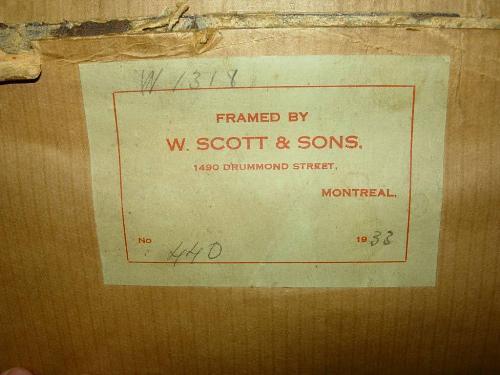 W 1318
FRAMED BY
W. SCOTT & SONS.
1490 DRUMMOND STREET,
MONTREAL.
No 440 1933